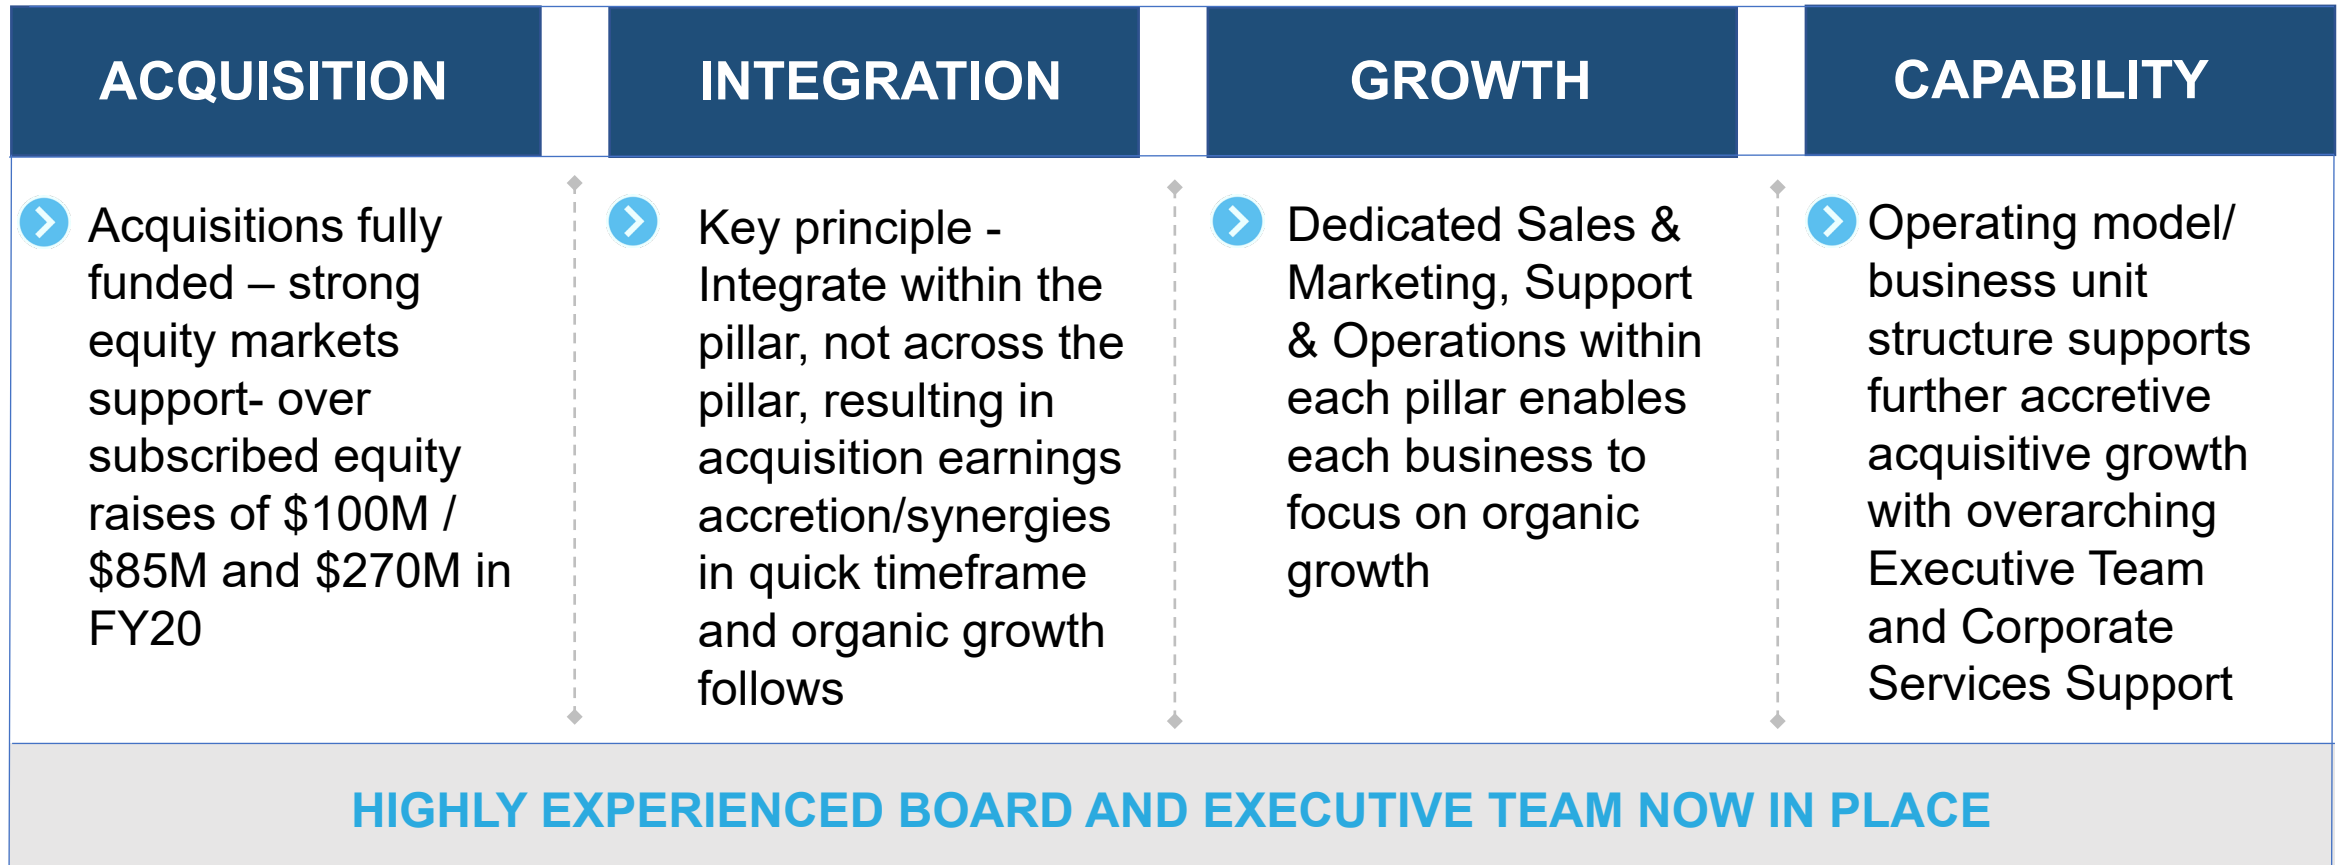 ACQUISITION
INTEGRATION
GROWTH
CAPABILITY
Acquisitions fully
funded – strong
equity markets
support- over
subscribed equity
raises of $100M /
$85M and $270M in
FY20
Key principle -
Integrate within the
pillar, not across the
pillar, resulting in
acquisition earnings
accretion/synergies
in quick timeframe
and organic growth
follows
Dedicated Sales &
Marketing, Support
& Operations within
each pillar enables
each business to
focus on organic
growth
Operating model/
business unit
structure supports
further accretive
acquisitive growth
with overarching
Executive Team
and Corporate
Services Support
HIGHLY EXPERIENCED BOARD AND EXECUTIVE TEAM NOW IN PLACE